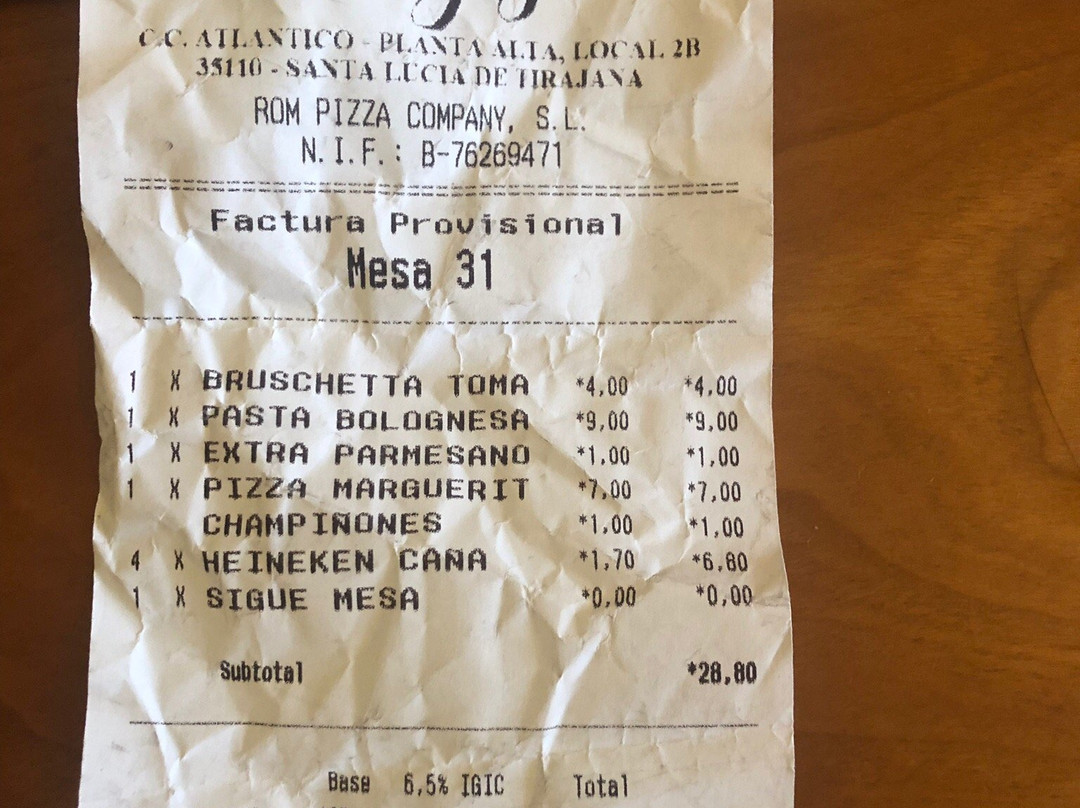 C.C. ATLANTICO - PLANTA ALTA, LOCAL 2B
35110 - SANTA LUCIA DE TIRAJANA
ROM PIZZA COMPANY, S.L.
N.I.F.: B-76269471
Factura Provisional
Mesa 31
1 X BRUSCHETTA TOMA *4,00 *4,00
1 X PASTA BOLOGNESA *9,00 *9,00
1 X EXTRA PARMESANO *1,00 *1,00
1 X PIZZA MARGUERIT *7,00 *7,00
CHAMPIÑONES *1,00 *1,00
4 X HEINEKEN CAÑA *1,70 *6,80
1 X SIGUE MESA *0,00 *0,00
Subtotal *28,80
Base 6,5% IGIC Total